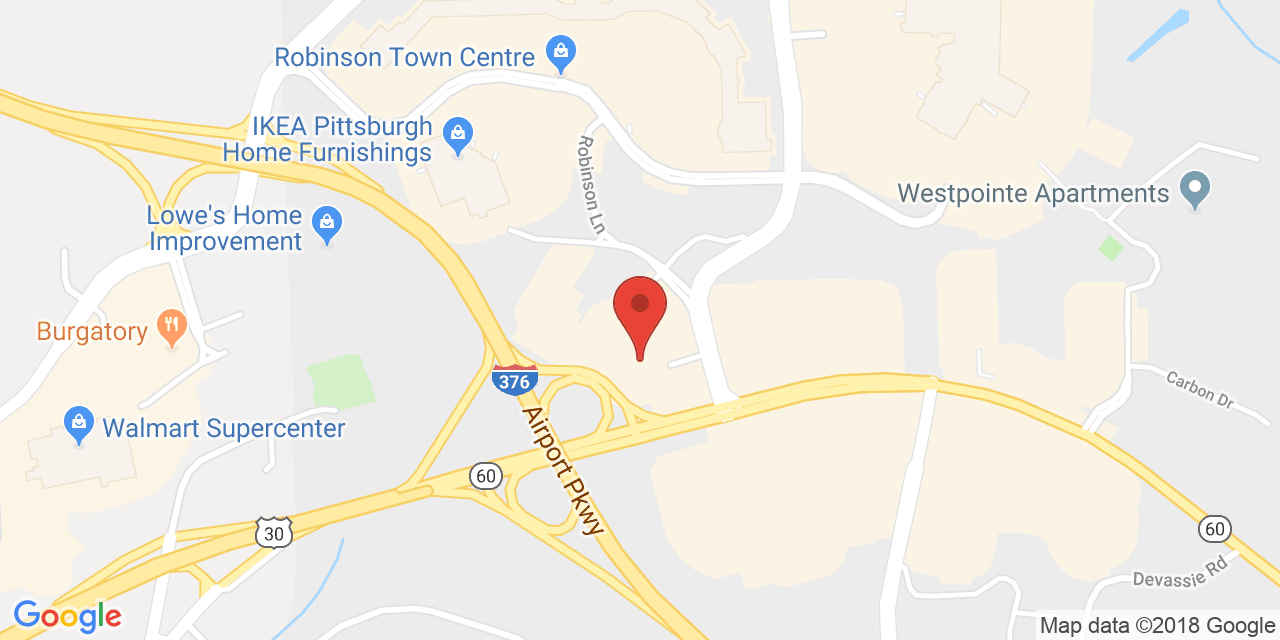 Robinson Town Centre
IKEA Pittsburgh
Home Furnishings
Robinson Ln
Westpointe Apartments
Lowe's Home
Improvement
Burgatory
376
Carbon Dr
Airport Pkwy
Walmart Supercenter
60
30
60
Devassie Rd
Google
Map data ©2018 Google